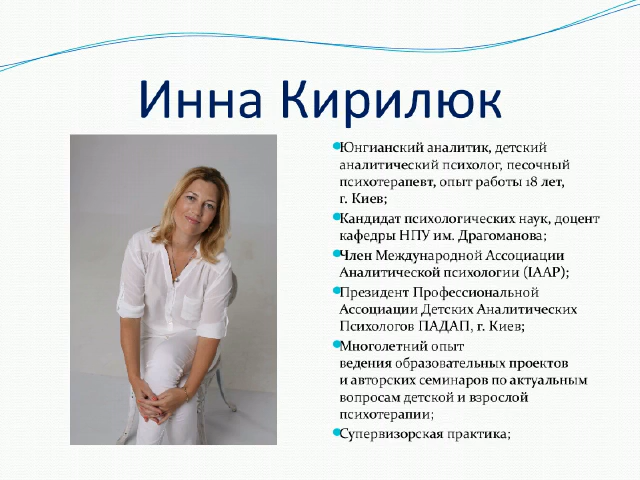 Инна Кирилюк
Юнгианский аналитик, детский
аналитический психолог, песочный
психотерапевт, опыт работы 18 лет,
г. Киев;
Кандидат психологических наук, доцент
кафедры НПУ им. Драгоманова;
Член Международной Ассоциации
Аналитической психологии (IAAP);
Президент Профессиональной
Ассоциации Детских Аналитических
Психологов ПАДАП, г. Киев;
Многолетний опыт
ведения образовательных проектов
и авторских семинаров по актуальным
вопросам детской и взрослой
психотерапии;
Супервизорская практика;